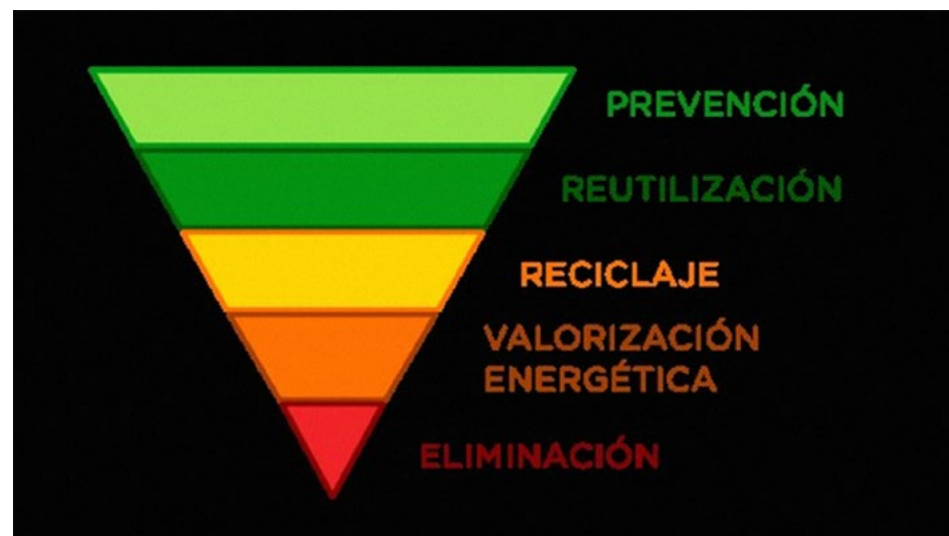 PREVENCIÓN
REUTILIZACIÓN
RECICLAJE
VALORIZACIÓN
ENERGÉTICA
ELIMINACIÓN